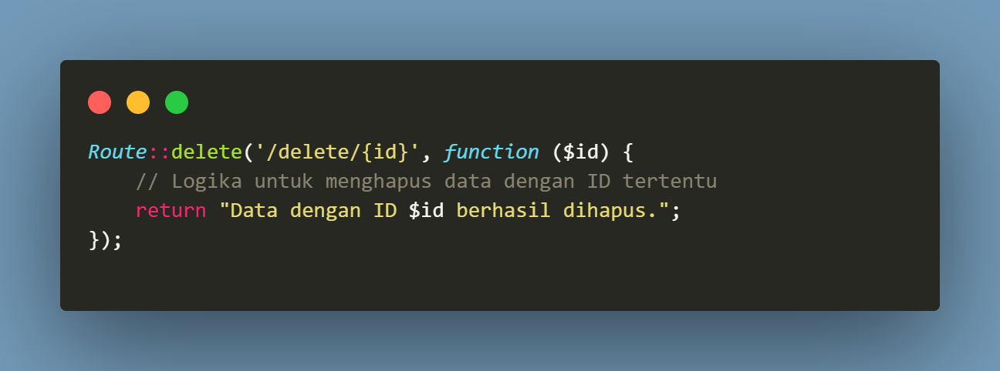 Route::delete('/delete/{id}', function ($id) {
    // Logika untuk menghapus data dengan ID tertentu
    return "Data dengan ID $id berhasil dihapus.";
});